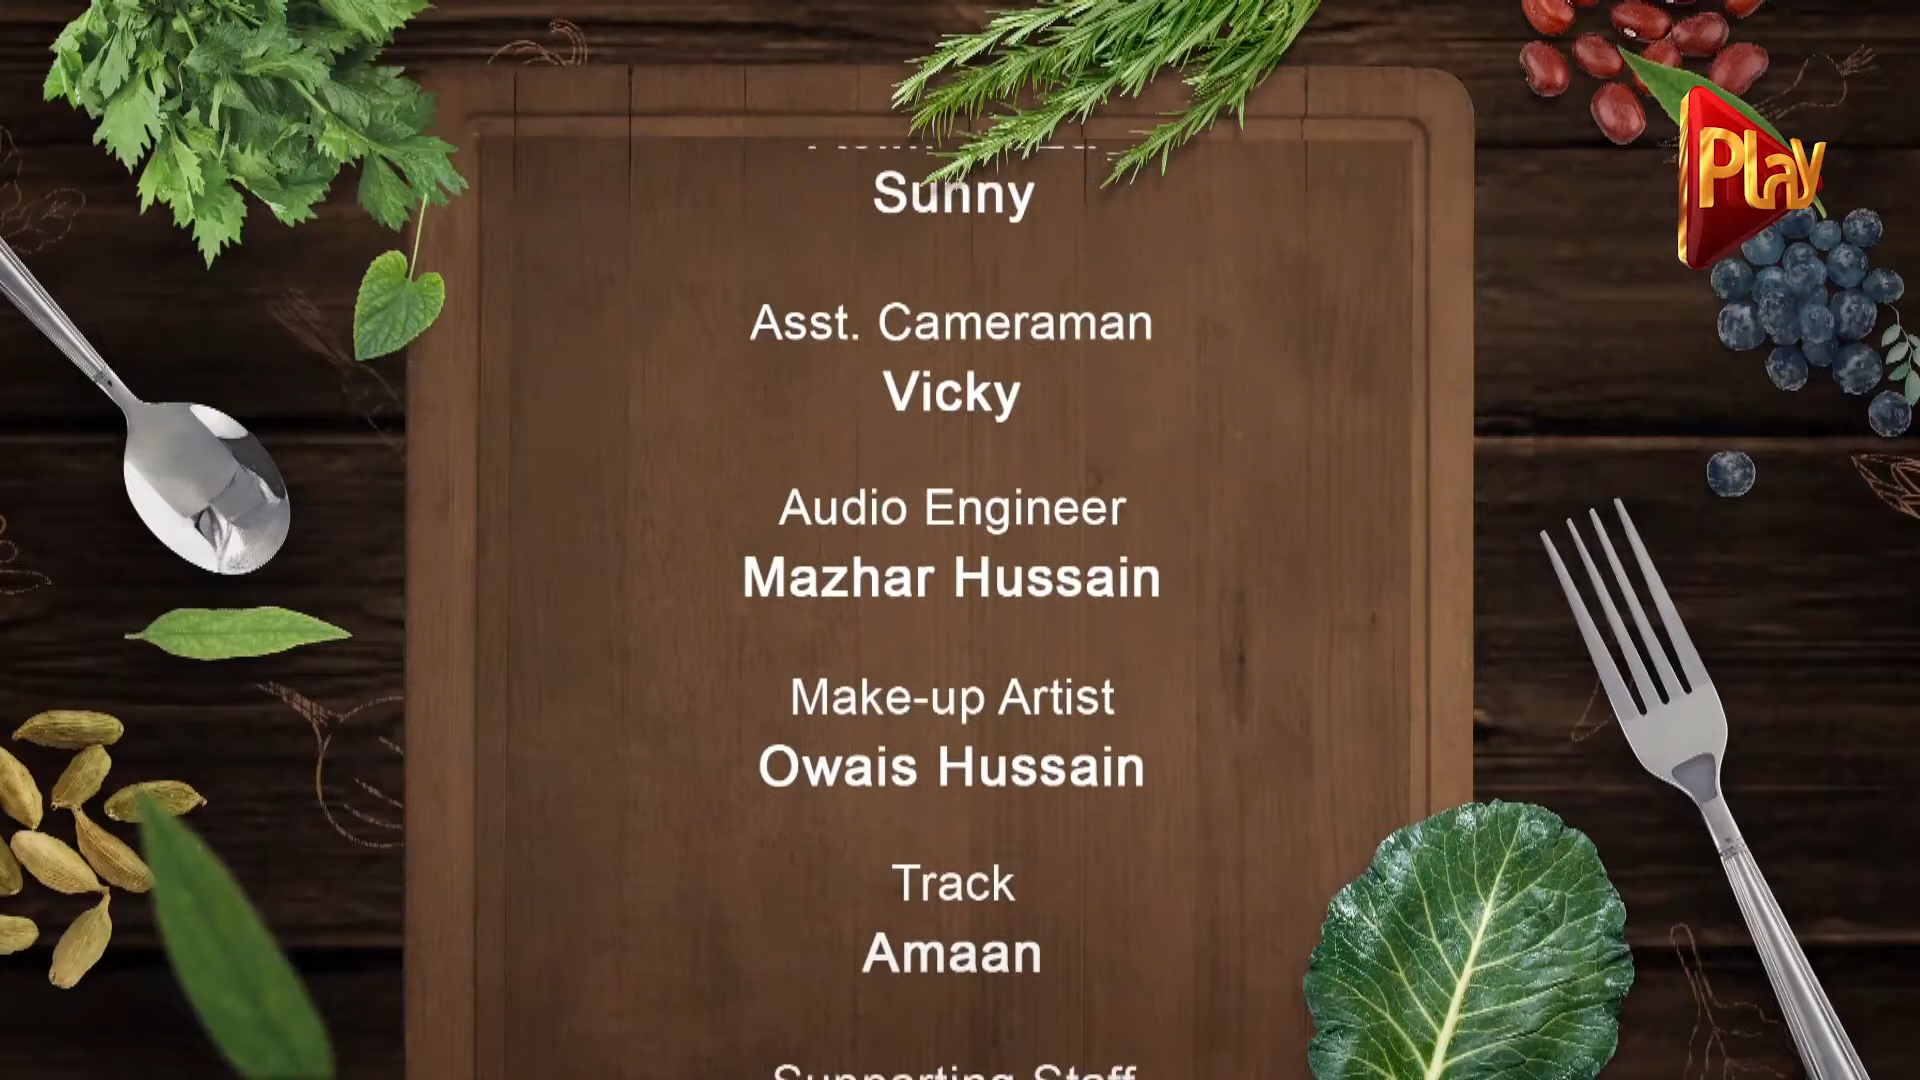 Play
Sunny
Asst. Cameraman
Vicky
Audio Engineer
Mazhar Hussain
Make-up Artist
Owais Hussain
Track
Amaan
Supporting Staff